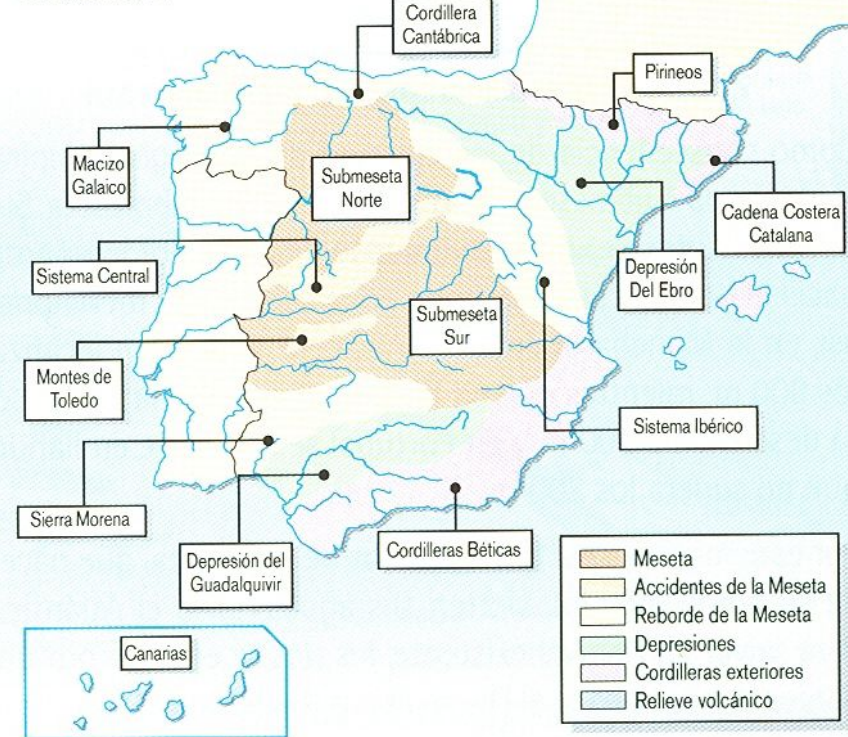 Cordillera
Cantábrica
Pirineos
Macizo
Galaico
Submeseta
Norte
Cadena Costera
Catalana
Sistema Central
Depresión
Del Ebro
Submeseta
Sur
Montes de
Toledo
Sistema Ibérico
Sierra Morena
Depresión del
Guadalquivir
Cordilleras Béticas
Meseta
Accidentes de la Meseta
Reborde de la Meseta
Depresiones
Cordilleras exteriores
Relieve volcánico
Canarias